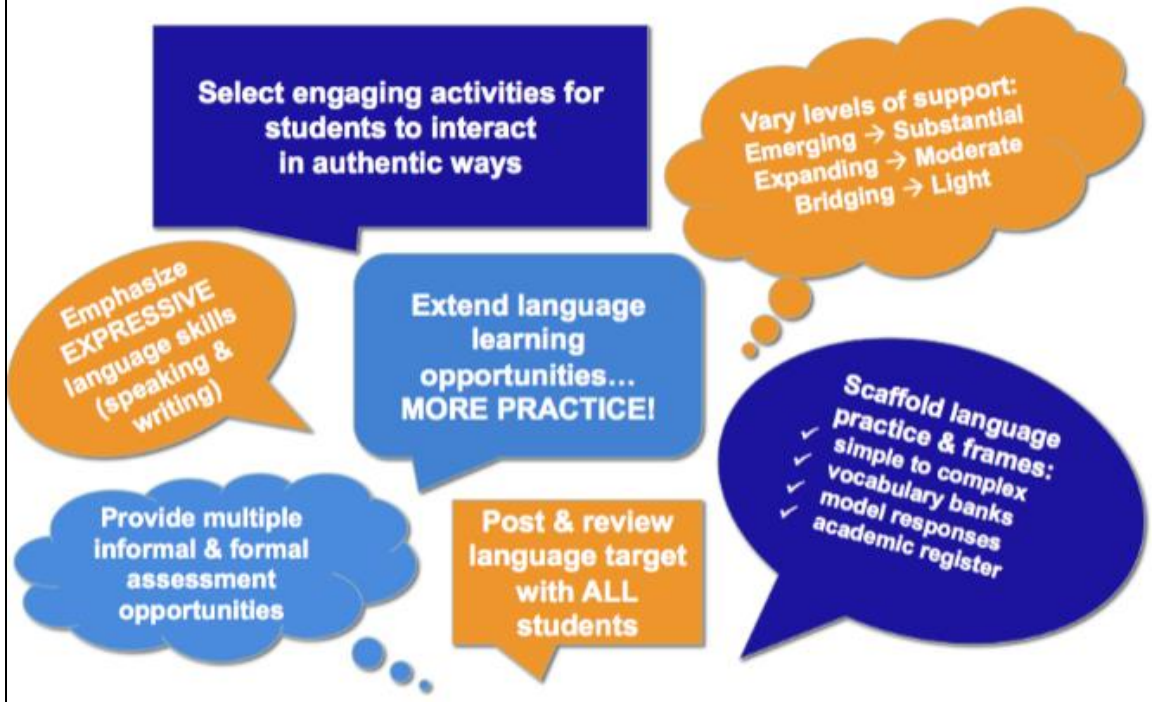 Select engaging activities for
students to interact
in authentic ways
Vary levels of support:
Emerging → Substantial
Expanding → Moderate
Bridging → Light
Emphasize
EXPRESSIVE
language skills
(speaking &
writing)
Extend language
learning
opportunities...
MORE PRACTICE!
Scaffold language
practice & frames:
✓ simple to complex
✓ vocabulary banks
✓ model responses
✓ academic register
Provide multiple
informal & formal
assessment
opportunities
Post & review
language target
with ALL
students